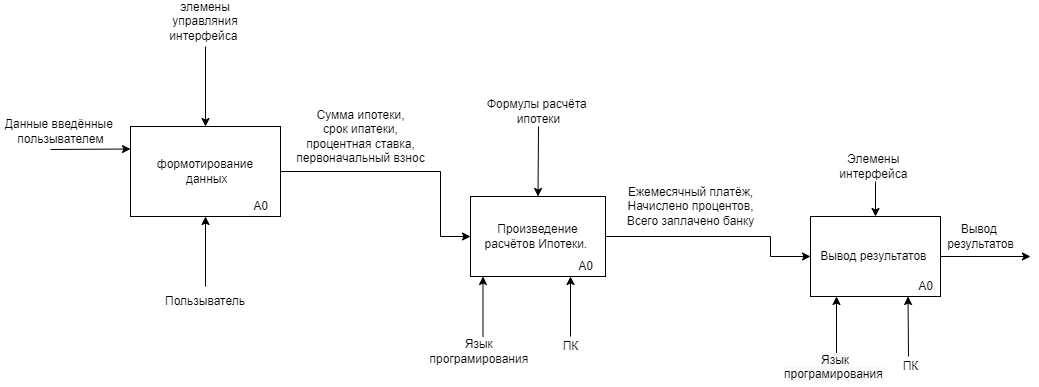 элемены
управления
интерфейса
Данные введённые
пользывателем
формотирование
данных
A0
Пользыватель
Сумма ипотеки,
срок ипатеки,
процентная ставка,
первоначальный взнос
Формулы расчёта
ипотеки
Произведение
расчётов Ипотеки.
A0
Язык
програмирования
ПК
Ежемесячный платёж,
Начислено процентов,
Всего заплачено банку
Элемены
интерфейса
Вывод результатов
A0
Язык
програмирования
ПК
Вывод
результатов